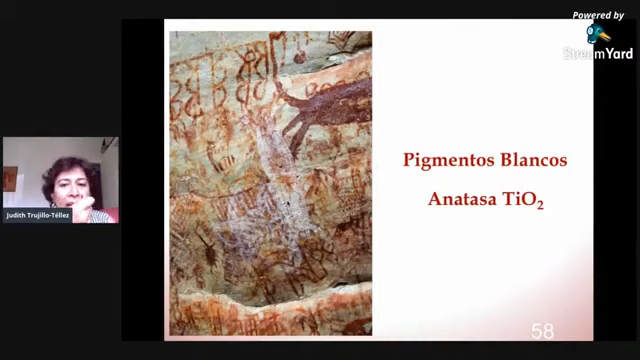 Powered by
StreamYard
Pigmentos Blancos
Anatasa TiO₂
Judith Trujillo-Téllez
58